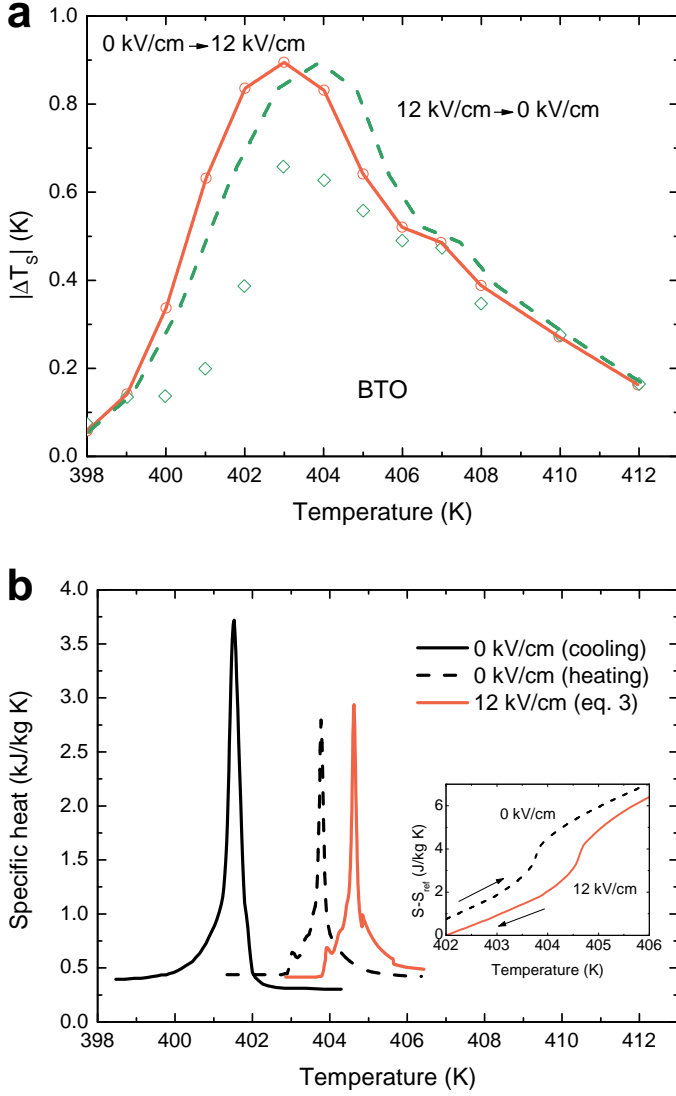 a
0 kV/cm → 12 kV/cm
12 kV/cm → 0 kV/cm
BTO
|ΔT_S| (K)
1.0
0.8
0.6
0.4
0.2
0.0
398 400 402 404 406 408 410 412
Temperature (K)
b
0 kV/cm (cooling)
0 kV/cm (heating)
12 kV/cm (eq. 3)
Specific heat (kJ/kg K)
4.0
3.5
3.0
2.5
2.0
1.5
1.0
0.5
0.0
S-S_ref (J/kg K)
6
4
2
0
0 kV/cm
12 kV/cm
402 403 404 405 406
Temperature (K)
398 400 402 404 406 408 410 412
Temperature (K)